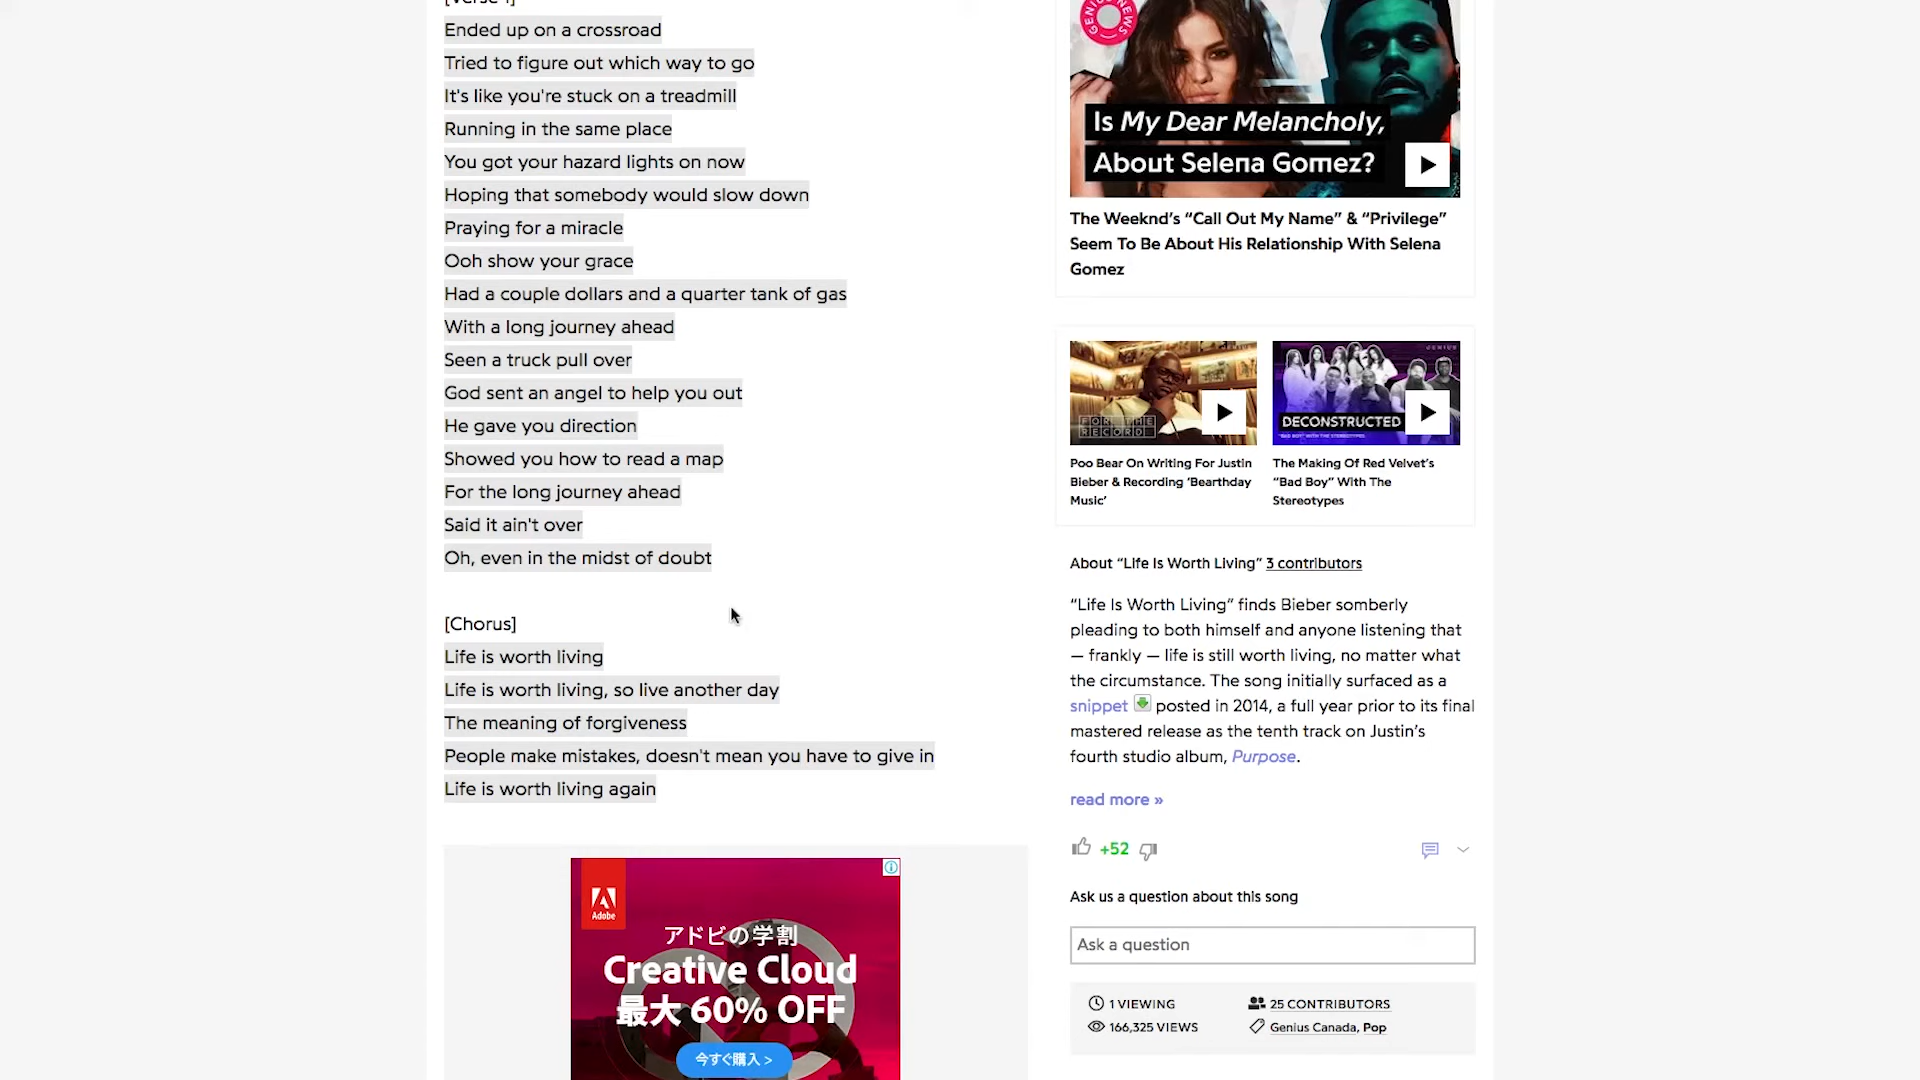 [Verse 1]
Ended up on a crossroad
Tried to figure out which way to go
It's like you're stuck on a treadmill
Running in the same place
You got your hazard lights on now
Hoping that somebody would slow down
Praying for a miracle
Ooh show your grace
Had a couple dollars and a quarter tank of gas
With a long journey ahead
Seen a truck pull over
God sent an angel to help you out
He gave you direction
Showed you how to read a map
For the long journey ahead
Said it ain't over
Oh, even in the midst of doubt
[Chorus]
Life is worth living
Life is worth living, so live another day
The meaning of forgiveness
People make mistakes, doesn't mean you have to give in
Life is worth living again
Adobe
アドビの学割
Creative Cloud
最大 60% OFF
今すぐ購入 >
GENIUS NEWS
Is My Dear Melancholy,
About Selena Gomez?
The Weeknd's “Call Out My Name” & “Privilege”
Seem To Be About His Relationship With Selena
Gomez
FOR THE
RECORD
Poo Bear On Writing For Justin
Bieber & Recording ‘Bearthday
Music’
GENIUS
DECONSTRUCTED
"BAD BOY" WITH THE STEREOTYPES
The Making Of Red Velvet's
“Bad Boy” With The
Stereotypes
About “Life Is Worth Living” 3 contributors
“Life Is Worth Living” finds Bieber somberly
pleading to both himself and anyone listening that
— frankly — life is still worth living, no matter what
the circumstance. The song initially surfaced as a
snippet posted in 2014, a full year prior to its final
mastered release as the tenth track on Justin's
fourth studio album, Purpose.
read more »
+52
Ask us a question about this song
Ask a question
1 VIEWING
25 CONTRIBUTORS
166,325 VIEWS
Genius Canada, Pop